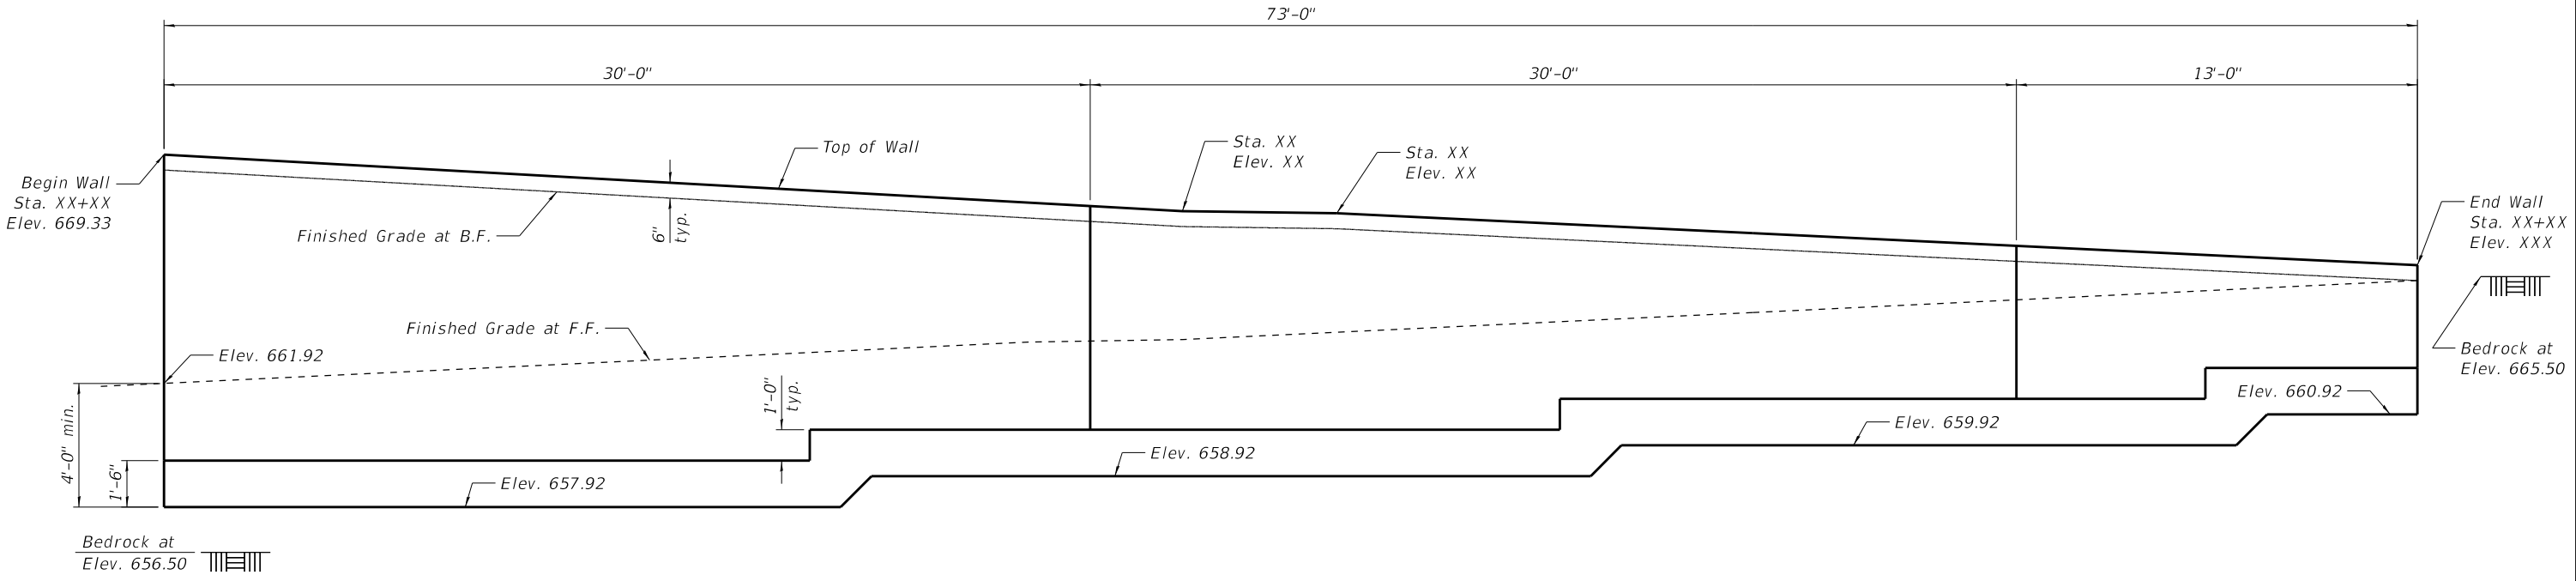 73'-0"
30'-0"
30'-0"
13'-0"
Top of Wall
Sta. XX
Elev. XX
Sta. XX
Elev. XX
Begin Wall
Sta. XX+XX
Elev. 669.33
Finished Grade at B.F.
6"
typ.
End Wall
Sta. XX+XX
Elev. XXX
Finished Grade at F.F.
Elev. 661.92
Bedrock at
Elev. 665.50
1'-0"
typ.
4'-0" min.
1'-6"
Elev. 660.92
Elev. 659.92
Elev. 658.92
Elev. 657.92
Bedrock at
Elev. 656.50